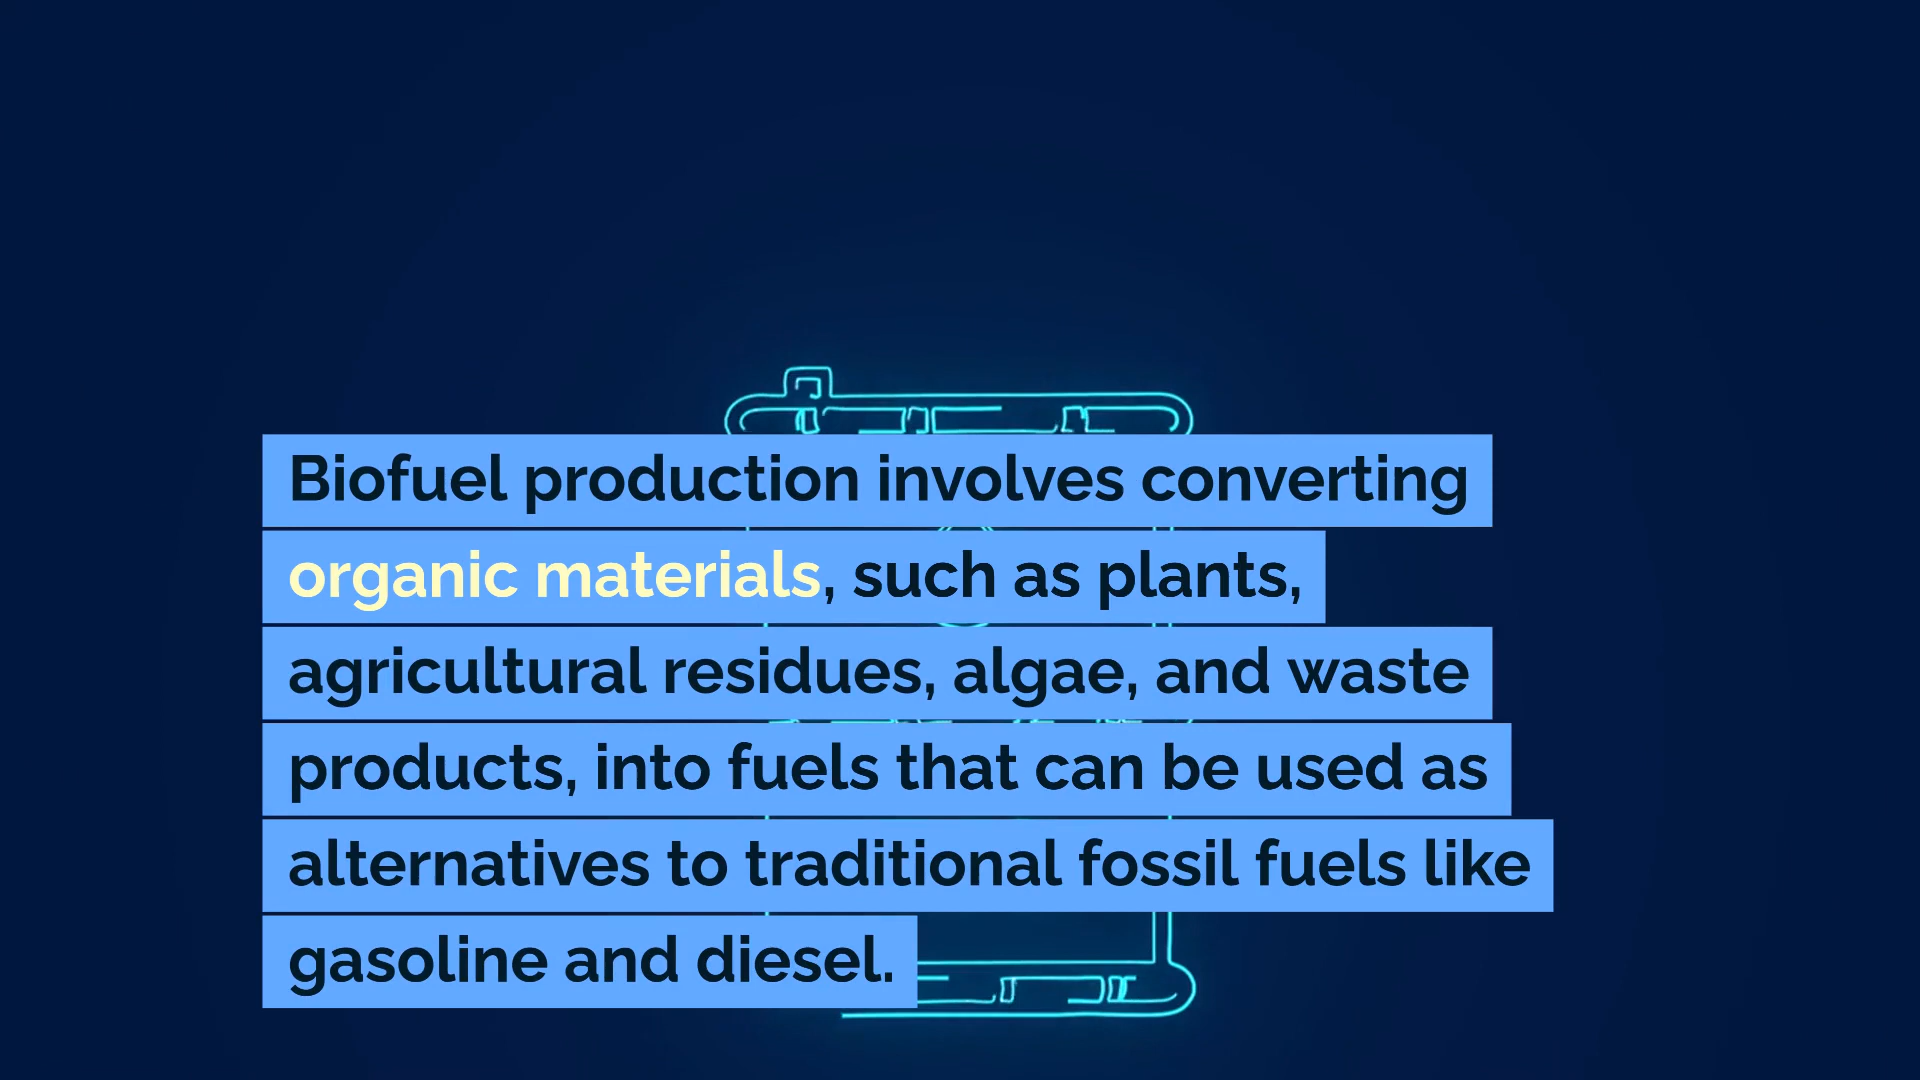 Biofuel production involves converting
organic materials, such as plants,
agricultural residues, algae, and waste
products, into fuels that can be used as
alternatives to traditional fossil fuels like
gasoline and diesel.